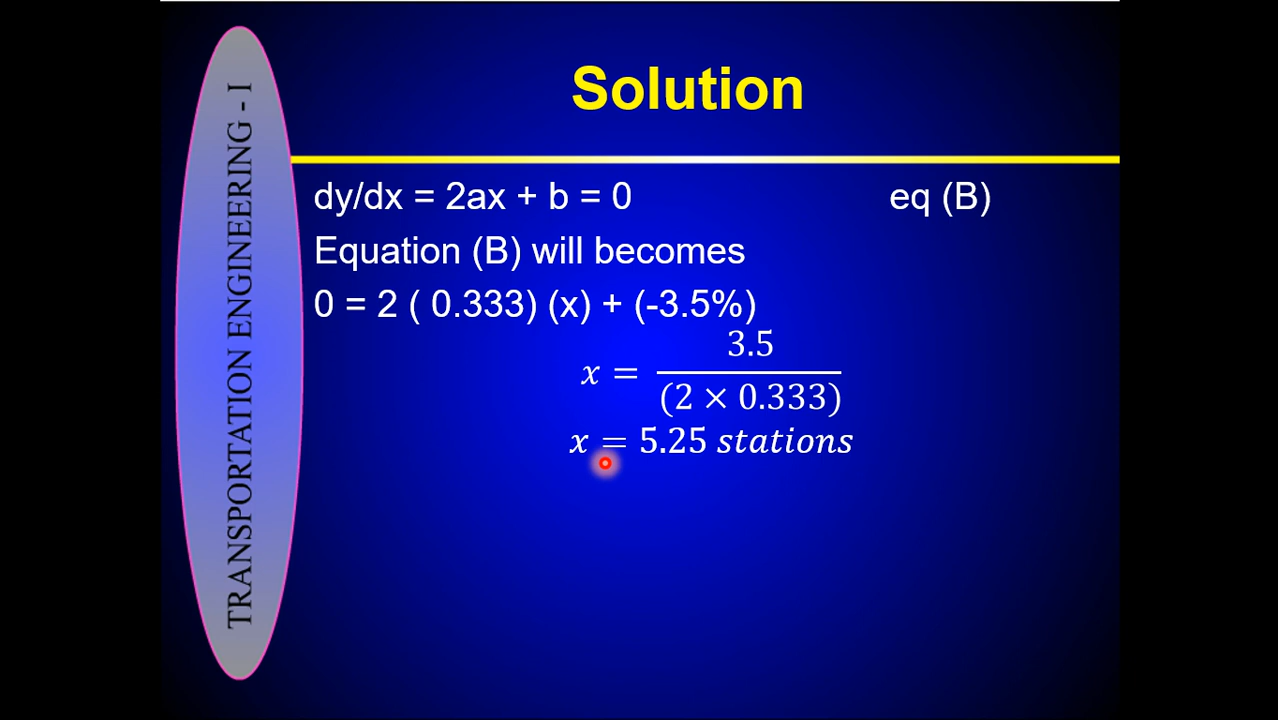 TRANSPORTATION ENGINEERING - I
Solution
dy/dx = 2ax + b = 0 eq (B)
Equation (B) will becomes
0 = 2 ( 0.333) (x) + (-3.5%)
x = 3.5 / (2 × 0.333)
x = 5.25 stations